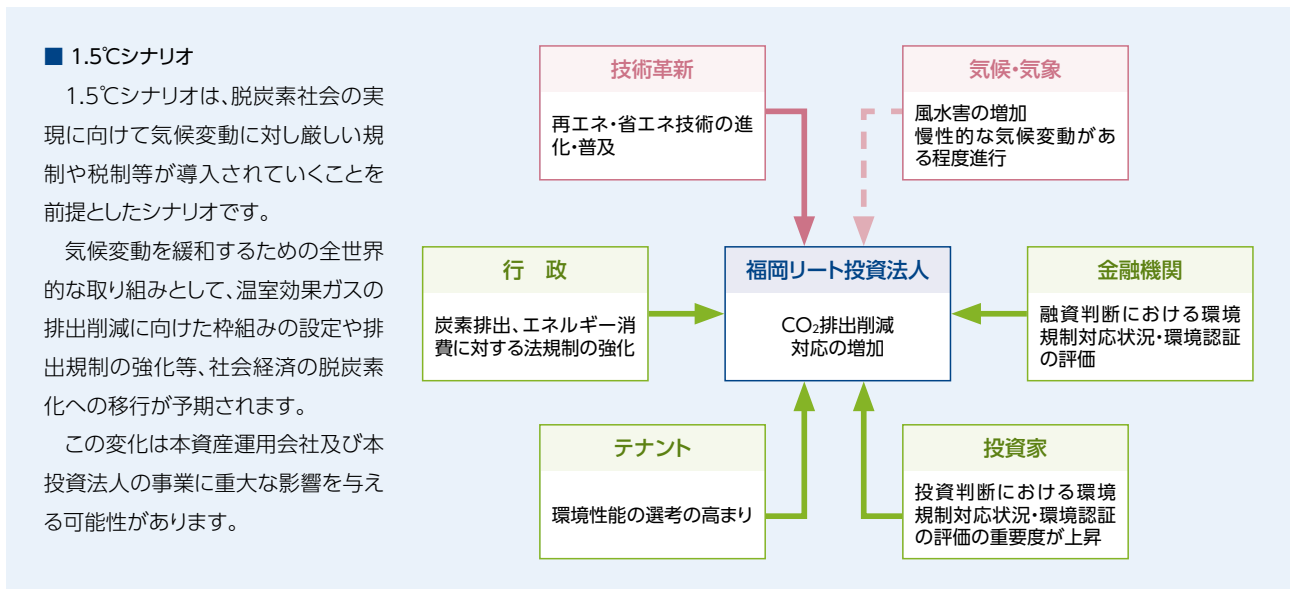 ■ 1.5℃シナリオ
1.5℃シナリオは、脱炭素社会の実
現に向けて気候変動に対し厳しい規
制や税制等が導入されていくことを
前提としたシナリオです。
気候変動を緩和するための全世界
的な取り組みとして、温室効果ガスの
排出削減に向けた枠組みの設定や排
出規制の強化等、社会経済の脱炭素
化への移行が予期されます。
この変化は本資産運用会社及び本
投資法人の事業に重大な影響を与え
る可能性があります。
技術革新
再エネ・省エネ技術の進
化・普及
気候・気象
風水害の増加
慢性的な気候変動があ
る程度進行
行　政
炭素排出、エネルギー消
費に対する法規制の強化
福岡リート投資法人
CO₂排出削減
対応の増加
金融機関
融資判断における環境
規制対応状況・環境認証
の評価
テナント
環境性能の選考の高まり
投資家
投資判断における環境
規制対応状況・環境認証
の評価の重要度が上昇